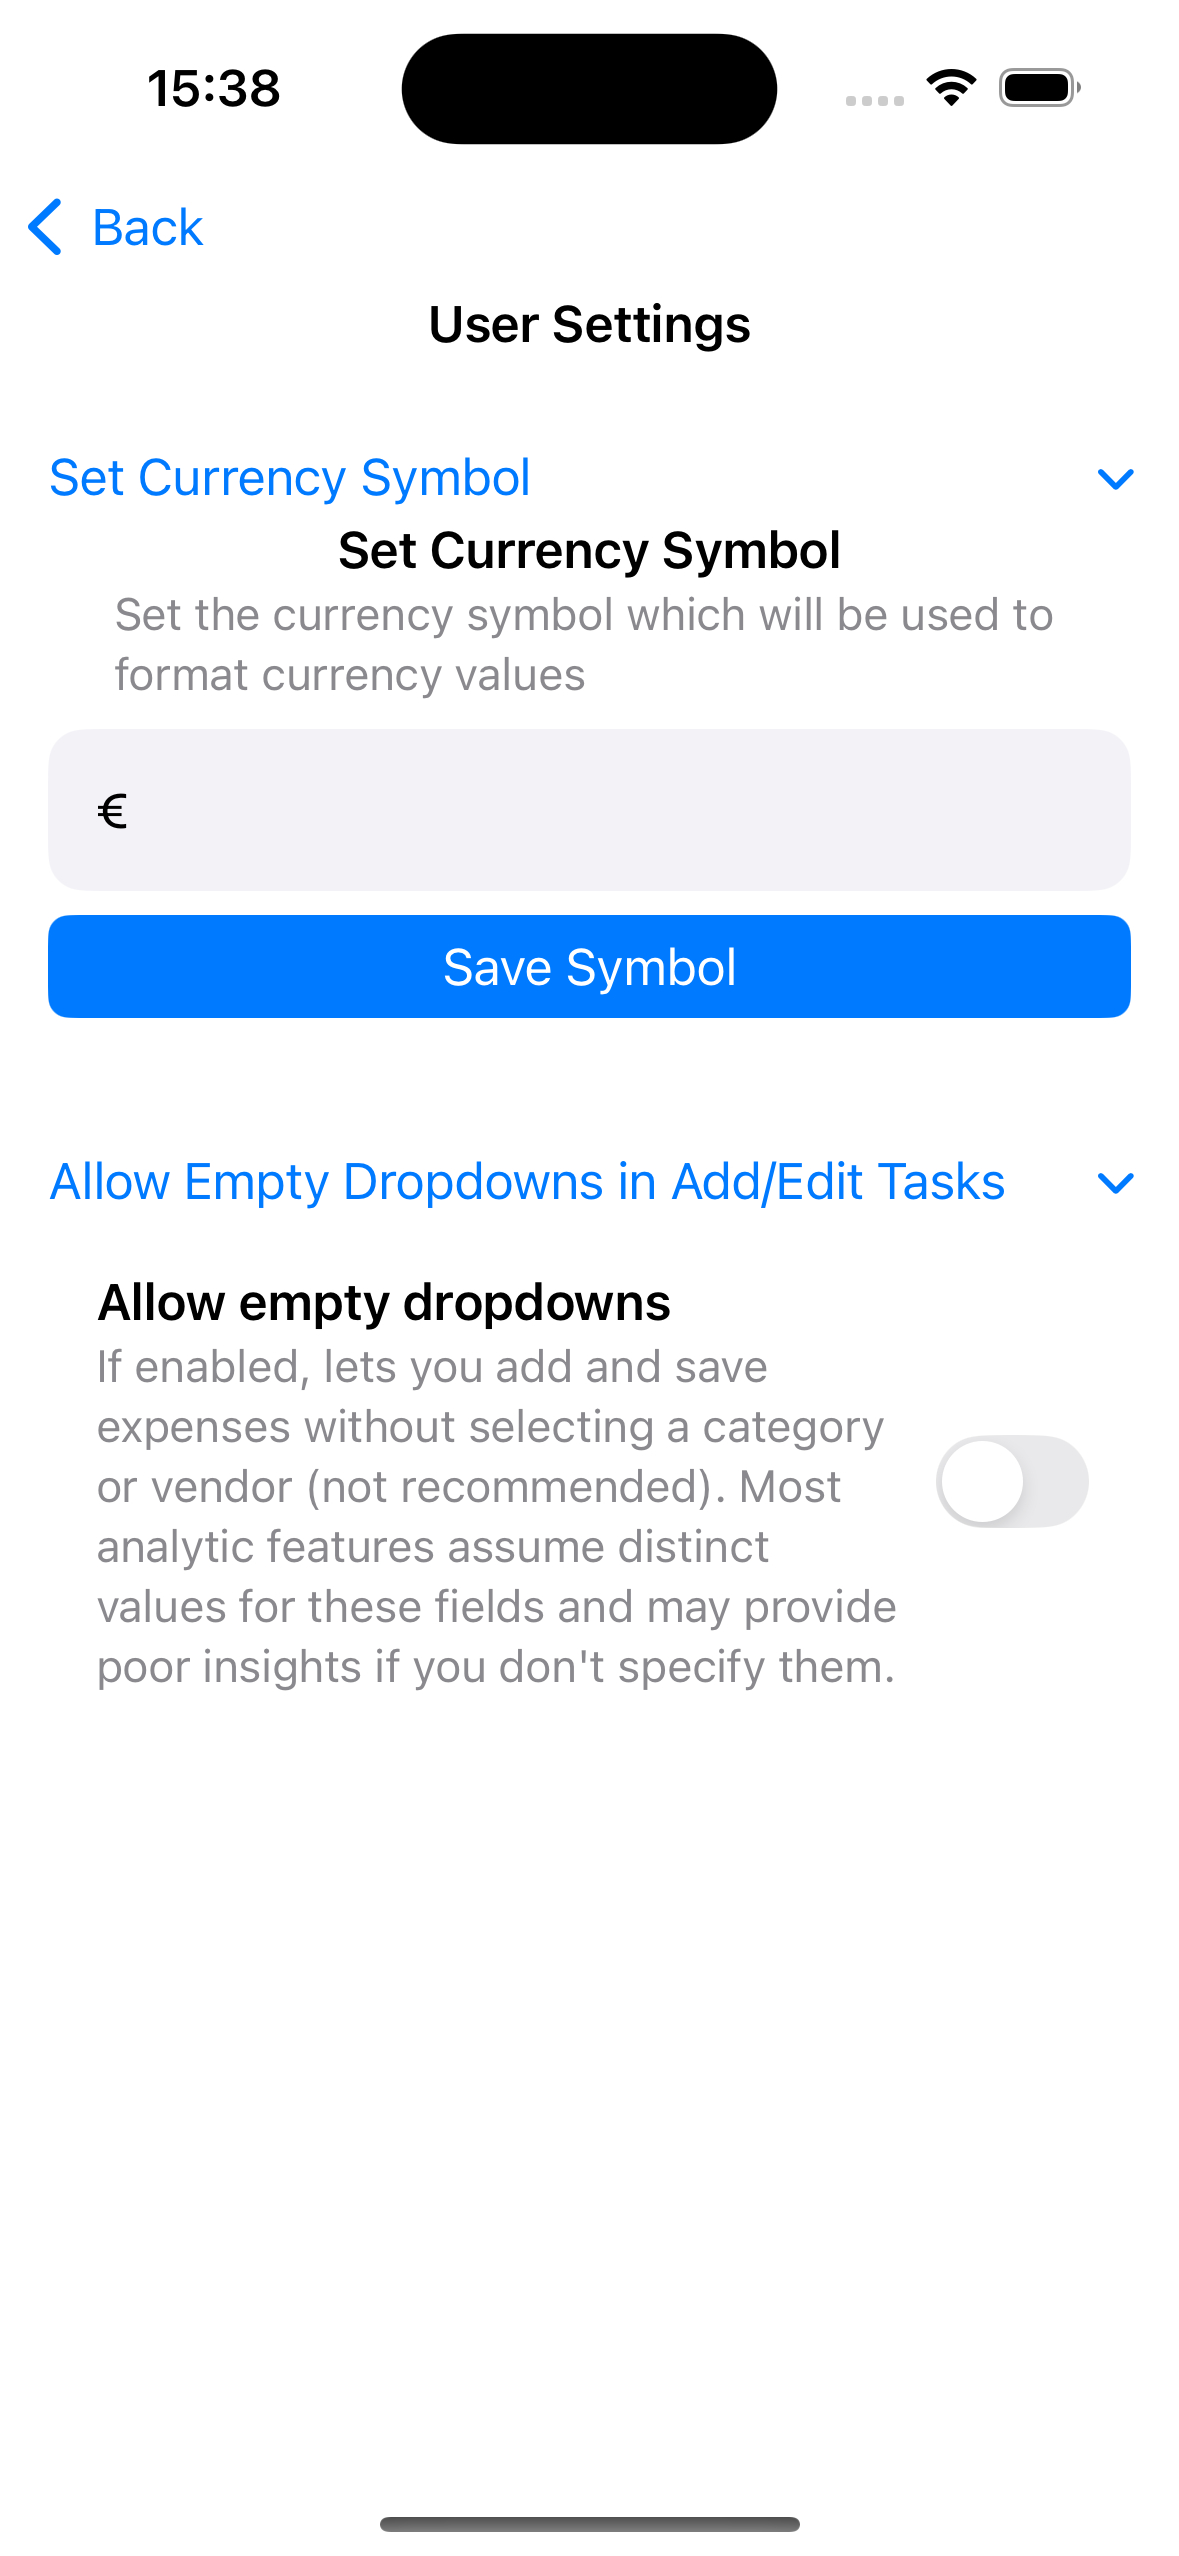 15:38
Back
User Settings
Set Currency Symbol
Set Currency Symbol
Set the currency symbol which will be used to
format currency values
€
Save Symbol
Allow Empty Dropdowns in Add/Edit Tasks
Allow empty dropdowns
If enabled, lets you add and save
expenses without selecting a category
or vendor (not recommended). Most
analytic features assume distinct
values for these fields and may provide
poor insights if you don't specify them.